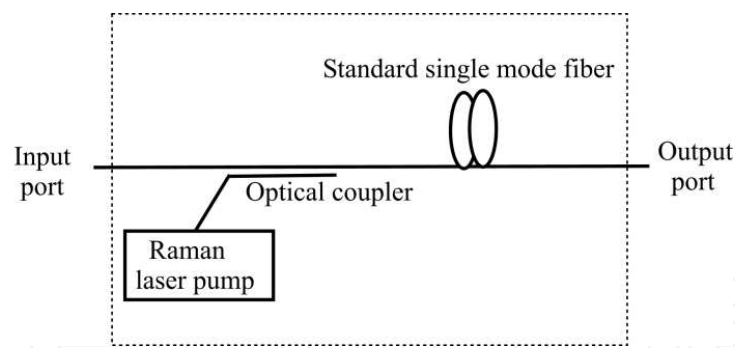 Standard single mode fiber
Input
port
Output
port
Optical coupler
Raman
laser pump